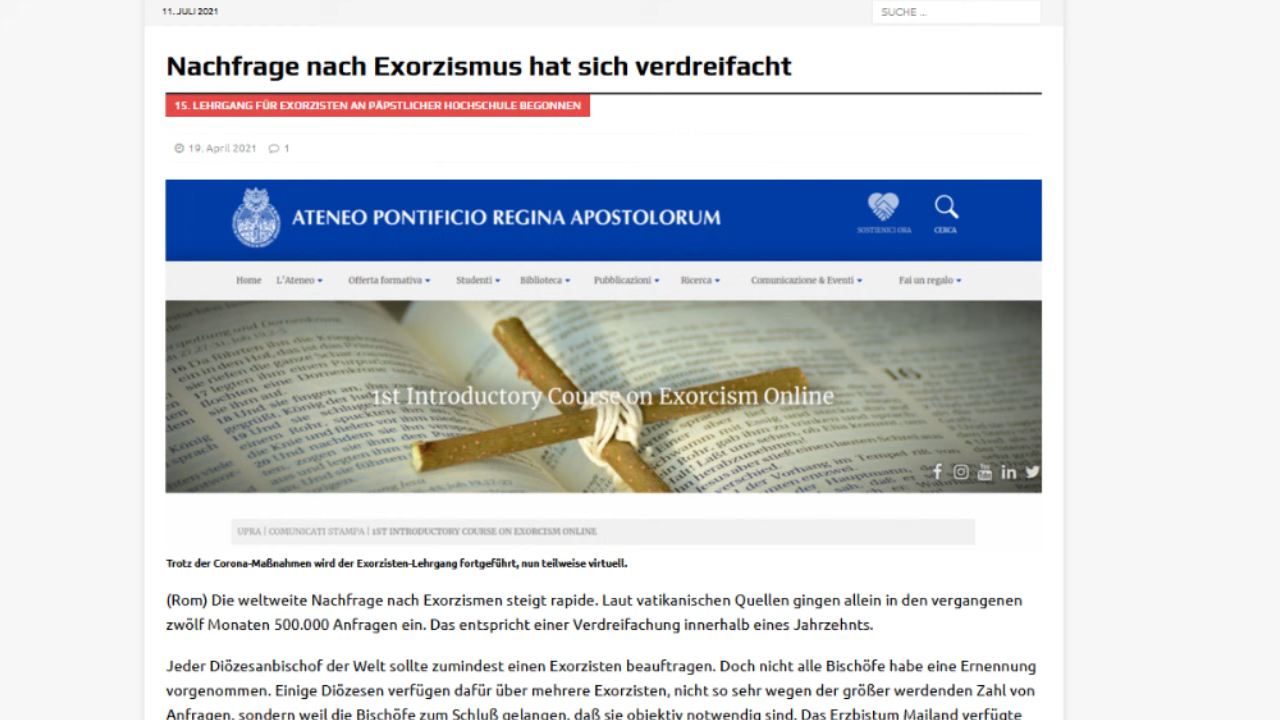 11. JULI 2021
SUCHE ...
Nachfrage nach Exorzismus hat sich verdreifacht
15. LEHRGANG FÜR EXORZISTEN AN PÄPSTLICHER HOCHSCHULE BEGONNEN
19. April 2021 1
ATENEO PONTIFICIO REGINA APOSTOLORUM
SOSTIENICI ORA
CERCA
Home L'Ateneo Offerta formativa Studenti Biblioteca Pubblicazioni Ricerca Comunicazione & Eventi Fai un regalo
16
1st Introductory Course on Exorcism Online
UPRA | COMUNICATI STAMPA | 1ST INTRODUCTORY COURSE ON EXORCISM ONLINE
Trotz der Corona-Maßnahmen wird der Exorzisten-Lehrgang fortgeführt, nun teilweise virtuell.
(Rom) Die weltweite Nachfrage nach Exorzismen steigt rapide. Laut vatikanischen Quellen gingen allein in den vergangenen
zwölf Monaten 500.000 Anfragen ein. Das entspricht einer Verdreifachung innerhalb eines Jahrzehnts.
Jeder Diözesanbischof der Welt sollte zumindest einen Exorzisten beauftragen. Doch nicht alle Bischöfe habe eine Ernennung
vorgenommen. Einige Diözesen verfügen dafür über mehrere Exorzisten, nicht so sehr wegen der größer werdenden Zahl von
Anfragen, sondern weil die Bischöfe zum Schluß gelangen, daß sie objektiv notwendig sind. Das Erzbistum Mailand verfügte